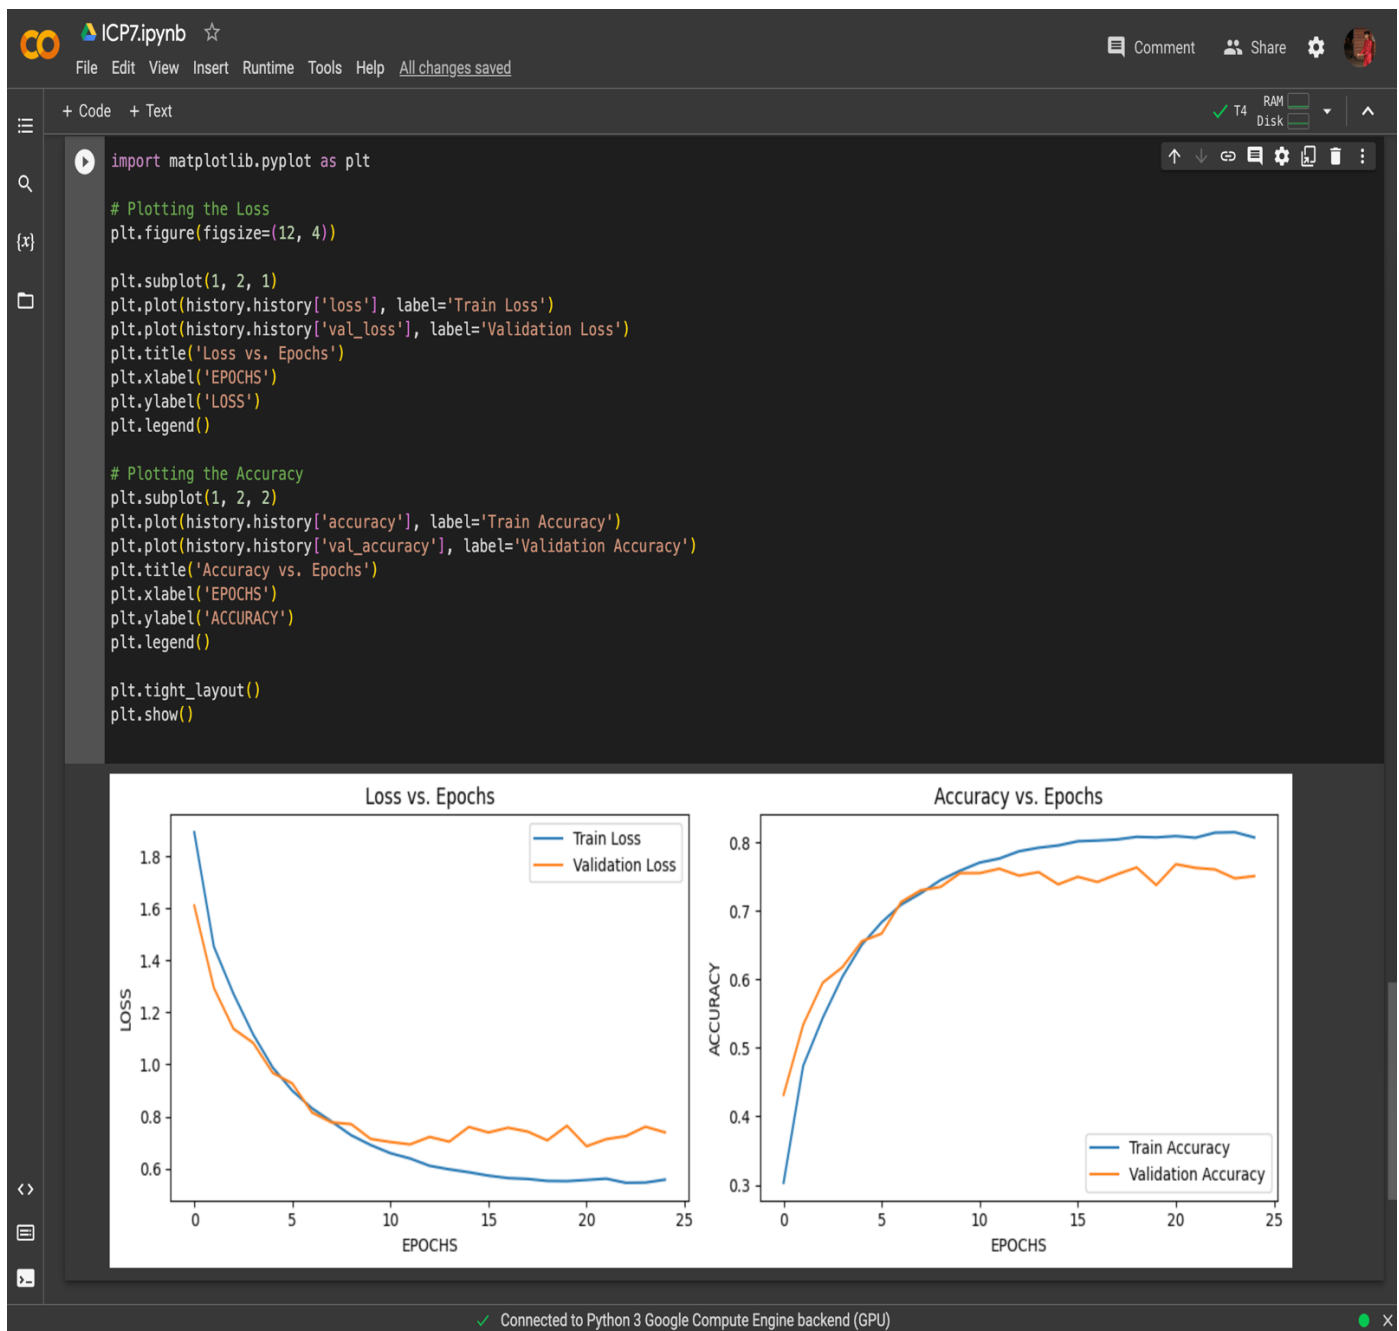 ICP7.ipynb
Comment Share
File Edit View Insert Runtime Tools Help All changes saved
+ Code + Text
T4 RAM
Disk
import matplotlib.pyplot as plt
# Plotting the Loss
plt.figure(figsize=(12, 4))
plt.subplot(1, 2, 1)
plt.plot(history.history['loss'], label='Train Loss')
plt.plot(history.history['val_loss'], label='Validation Loss')
plt.title('Loss vs. Epochs')
plt.xlabel('EPOCHS')
plt.ylabel('LOSS')
plt.legend()
# Plotting the Accuracy
plt.subplot(1, 2, 2)
plt.plot(history.history['accuracy'], label='Train Accuracy')
plt.plot(history.history['val_accuracy'], label='Validation Accuracy')
plt.title('Accuracy vs. Epochs')
plt.xlabel('EPOCHS')
plt.ylabel('ACCURACY')
plt.legend()
plt.tight_layout()
plt.show()
Loss vs. Epochs
Train Loss
Validation Loss
1.8
1.6
1.4
1.2
1.0
0.8
0.6
LOSS
0 5 10 15 20 25
EPOCHS
Accuracy vs. Epochs
0.8
0.7
0.6
0.5
0.4
0.3
ACCURACY
Train Accuracy
Validation Accuracy
0 5 10 15 20 25
EPOCHS
Connected to Python 3 Google Compute Engine backend (GPU)